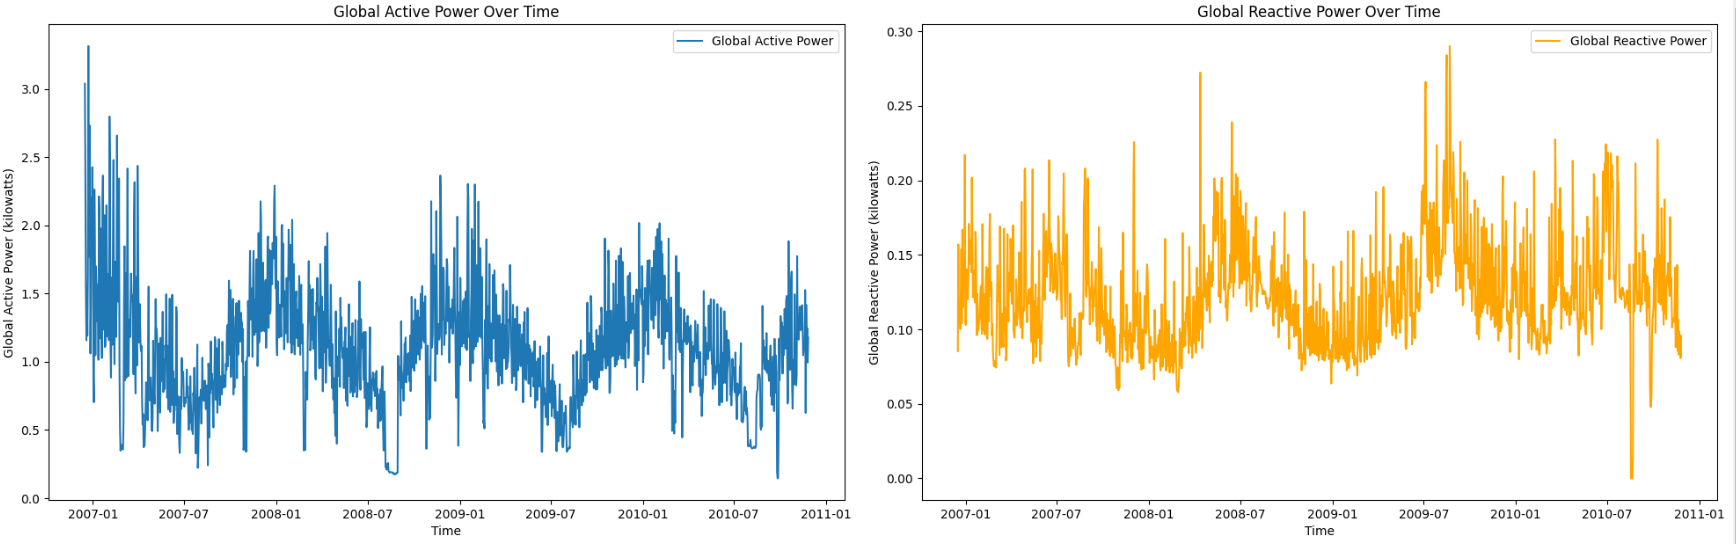 Global Active Power Over Time
Global Active Power
Global Active Power (kilowatts)
3.0
2.5
2.0
1.5
1.0
0.5
0.0
2007-01 2007-07 2008-01 2008-07 2009-01 2009-07 2010-01 2010-07 2011-01
Time
Global Reactive Power Over Time
Global Reactive Power
Global Reactive Power (kilowatts)
0.30
0.25
0.20
0.15
0.10
0.05
0.00
2007-01 2007-07 2008-01 2008-07 2009-01 2009-07 2010-01 2010-07 2011-01
Time